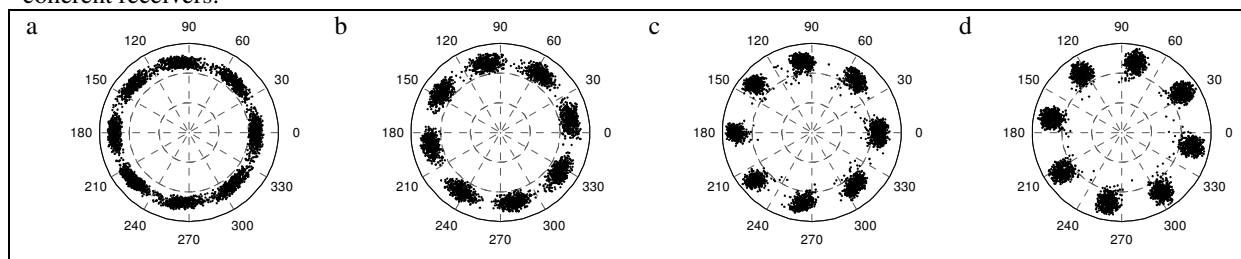 coherent receivers.
a b c d
90 90 90 90
120 60 120 60 120 60 120 60
150 30 150 30 150 30 150 30
180 0 180 0 180 0 180 0
210 330 210 330 210 330 210 330
240 300 240 300 240 300 240 300
270 270 270 270